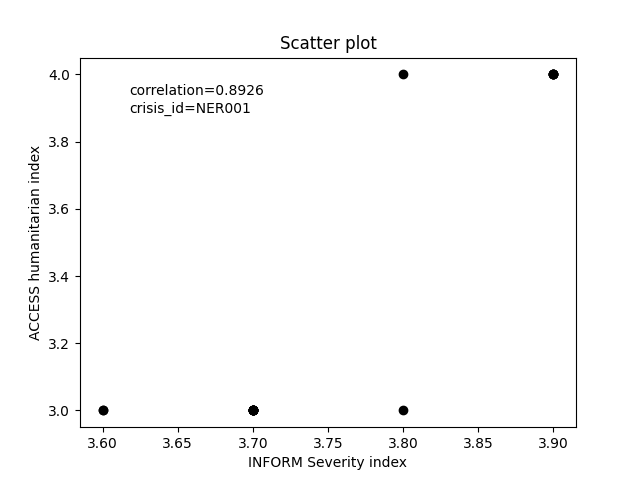 Scatter plot
correlation=0.8926
crisis_id=NER001
ACCESS humanitarian index
4.0
3.8
3.6
3.4
3.2
3.0
3.60
3.65
3.70
3.75
3.80
3.85
3.90
INFORM Severity index